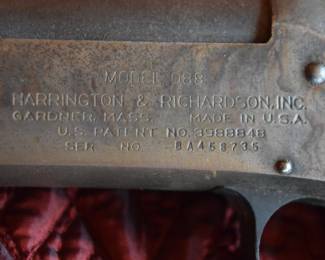 MODEL 088
HARRINGTON & RICHARDSON, INC.
GARDNER, MASS. MADE IN U.S.A.
U.S. PATENT NO. 3988848
SER NO. BA458735